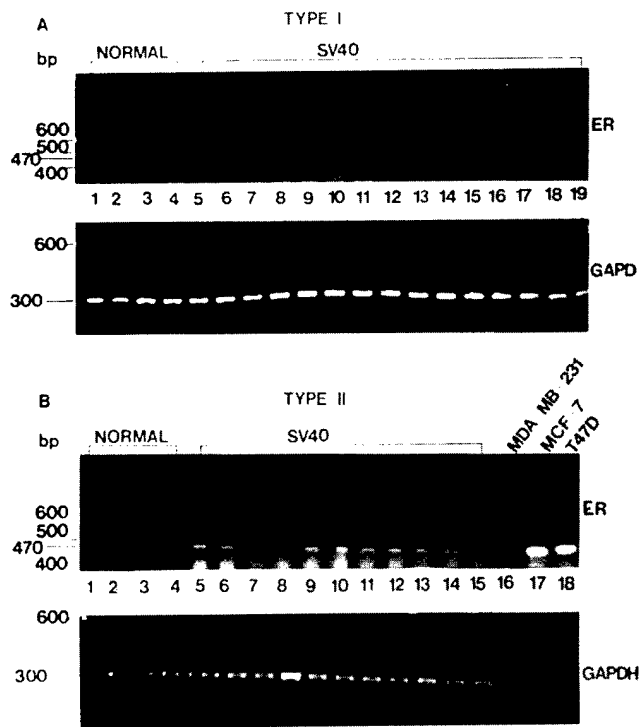 A TYPE I
bp NORMAL SV40
600
500
470
400
ER
1 2 3 4 5 6 7 8 9 10 11 12 13 14 15 16 17 18 19
600
300
GAPD
B TYPE II
bp NORMAL SV40 MDA MB-231 MCF-7 T47D
600
500
470
400
ER
1 2 3 4 5 6 7 8 9 10 11 12 13 14 15 16 17 18
600
300
GAPDH